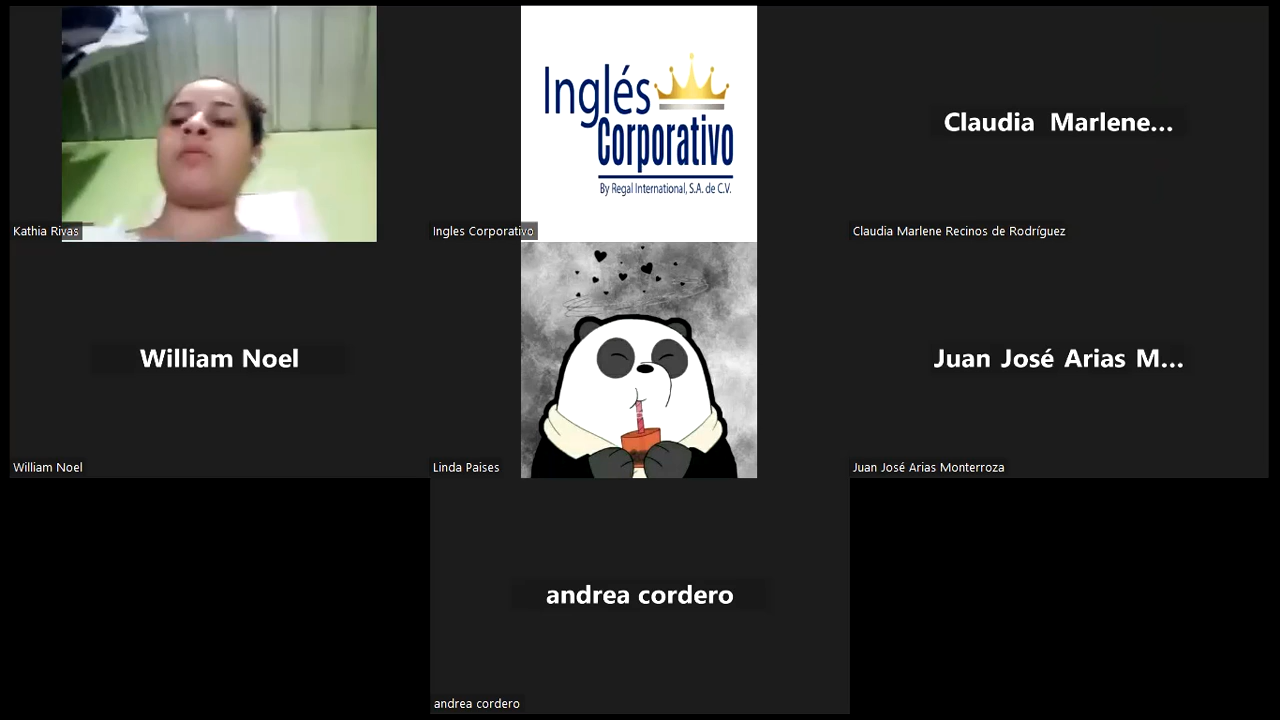 Kathia Rivas
Inglés
Corporativo
By Regal International, S.A. de C.V.
Ingles Corporativo
Claudia Marlene...
Claudia Marlene Recinos de Rodríguez
William Noel
William Noel
Linda Paises
Juan José Arias M...
Juan José Arias Monterroza
andrea cordero
andrea cordero